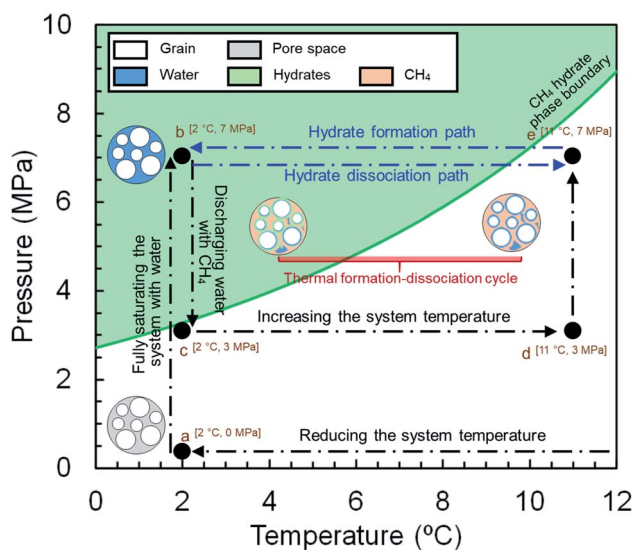 10
8
6
4
2
0
Pressure (MPa)
Grain
Pore space
Water
Hydrates
CH₄
CH₄ hydrate
phase boundary
b [2 °C, 7 MPa]
Hydrate formation path
e [11 °C, 7 MPa]
Hydrate dissociation path
Discharging water
with CH₄
Fully saturating the
system with water
Thermal formation-dissociation cycle
Increasing the system temperature
c [2 °C, 3 MPa]
d [11 °C, 3 MPa]
a [2 °C, 0 MPa]
Reducing the system temperature
0 2 4 6 8 10 12
Temperature (ºC)